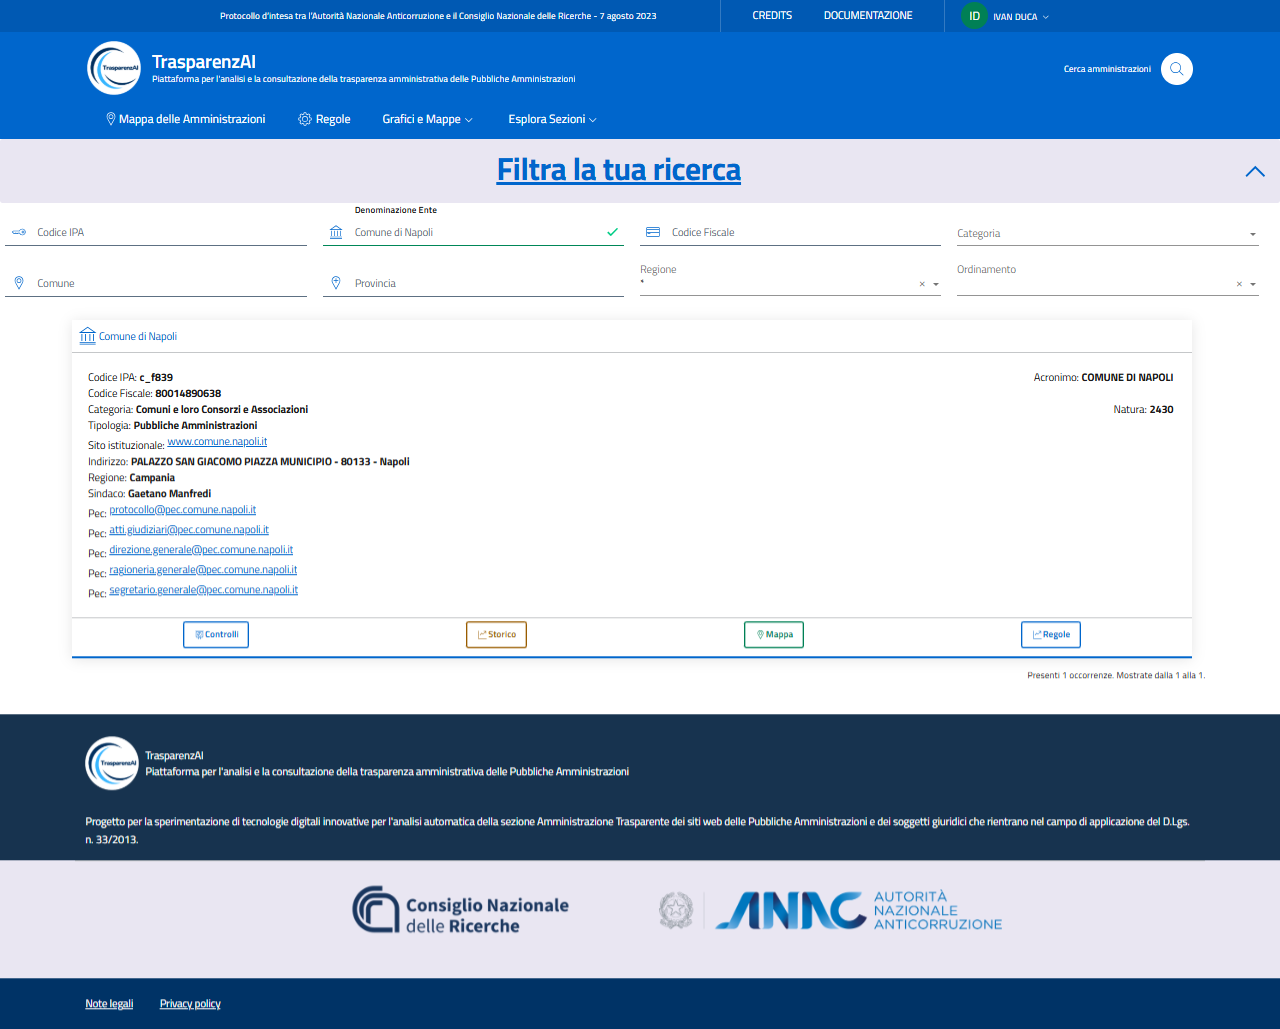 Protocollo d'intesa tra l'Autorità Nazionale Anticorruzione e il Consiglio Nazionale delle Ricerche - 7 agosto 2023
CREDITS
DOCUMENTAZIONE
ID
IVAN DUCA
TrasparenzAI
TrasparenzAI
Piattaforma per l'analisi e la consultazione della trasparenza amministrativa delle Pubbliche Amministrazioni
Cerca amministrazioni
Mappa delle Amministrazioni
Regole
Grafici e Mappe
Esplora Sezioni
Filtra la tua ricerca
Codice IPA
Denominazione Ente
Comune di Napoli
Codice Fiscale
Categoria
Comune
Provincia
Regione
*
Ordinamento
Comune di Napoli
Codice IPA: c_f839
Acronimo: COMUNE DI NAPOLI
Codice Fiscale: 80014890638
Categoria: Comuni e loro Consorzi e Associazioni
Natura: 2430
Tipologia: Pubbliche Amministrazioni
Sito istituzionale: www.comune.napoli.it
Indirizzo: PALAZZO SAN GIACOMO PIAZZA MUNICIPIO - 80133 - Napoli
Regione: Campania
Sindaco: Gaetano Manfredi
Pec: protocollo@pec.comune.napoli.it
Pec: atti.giudiziari@pec.comune.napoli.it
Pec: direzione.generale@pec.comune.napoli.it
Pec: ragioneria.generale@pec.comune.napoli.it
Pec: segretario.generale@pec.comune.napoli.it
Controlli
Storico
Mappa
Regole
Presenti 1 occorrenze. Mostrate dalla 1 alla 1.
TrasparenzAI
TrasparenzAI
Piattaforma per l'analisi e la consultazione della trasparenza amministrativa delle Pubbliche Amministrazioni
Progetto per la sperimentazione di tecnologie digitali innovative per l'analisi automatica della sezione Amministrazione Trasparente dei siti web delle Pubbliche Amministrazioni e dei soggetti giuridici che rientrano nel campo di applicazione del D.Lgs.
n. 33/2013.
Consiglio Nazionale
delle Ricerche
ANAC
AUTORITÀ
NAZIONALE
ANTICORRUZIONE
Note legali
Privacy policy